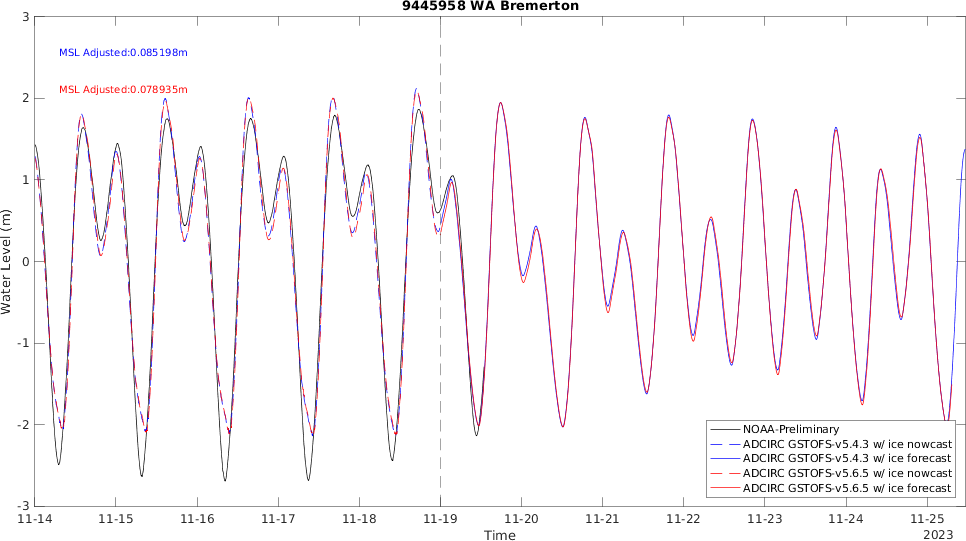 9445958 WA Bremerton
3
MSL Adjusted:0.085198m
MSL Adjusted:0.078935m
2
1
0
-1
-2
-3
Water Level (m)
NOAA-Preliminary
ADCIRC GSTOFS-v5.4.3 w/ ice nowcast
ADCIRC GSTOFS-v5.4.3 w/ ice forecast
ADCIRC GSTOFS-v5.6.5 w/ ice nowcast
ADCIRC GSTOFS-v5.6.5 w/ ice forecast
11-14 11-15 11-16 11-17 11-18 11-19 11-20 11-21 11-22 11-23 11-24 11-25
Time
2023